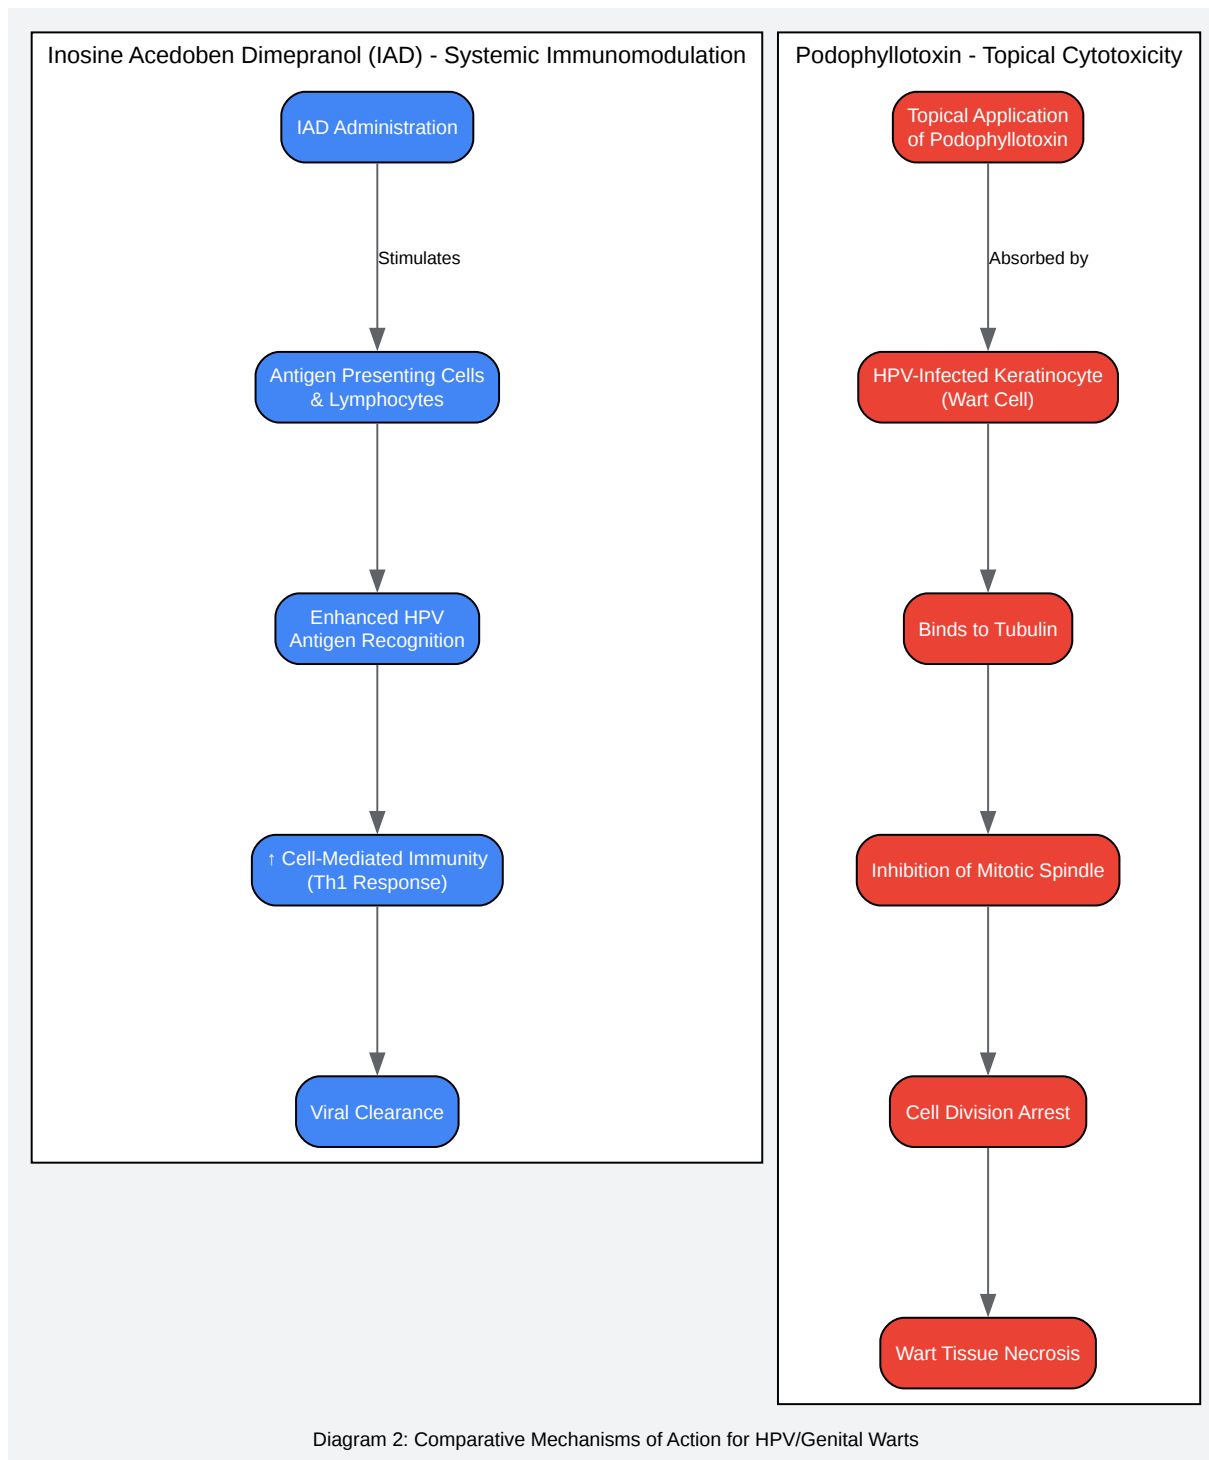 Inosine Acedoben Dimepranol (IAD) - Systemic Immunomodulation
IAD Administration
Stimulates
Antigen Presenting Cells
& Lymphocytes
Enhanced HPV
Antigen Recognition
↑ Cell-Mediated Immunity
(Th1 Response)
Viral Clearance
Podophyllotoxin - Topical Cytotoxicity
Topical Application
of Podophyllotoxin
Absorbed by
HPV-Infected Keratinocyte
(Wart Cell)
Binds to Tubulin
Inhibition of Mitotic Spindle
Cell Division Arrest
Wart Tissue Necrosis
Diagram 2: Comparative Mechanisms of Action for HPV/Genital Warts